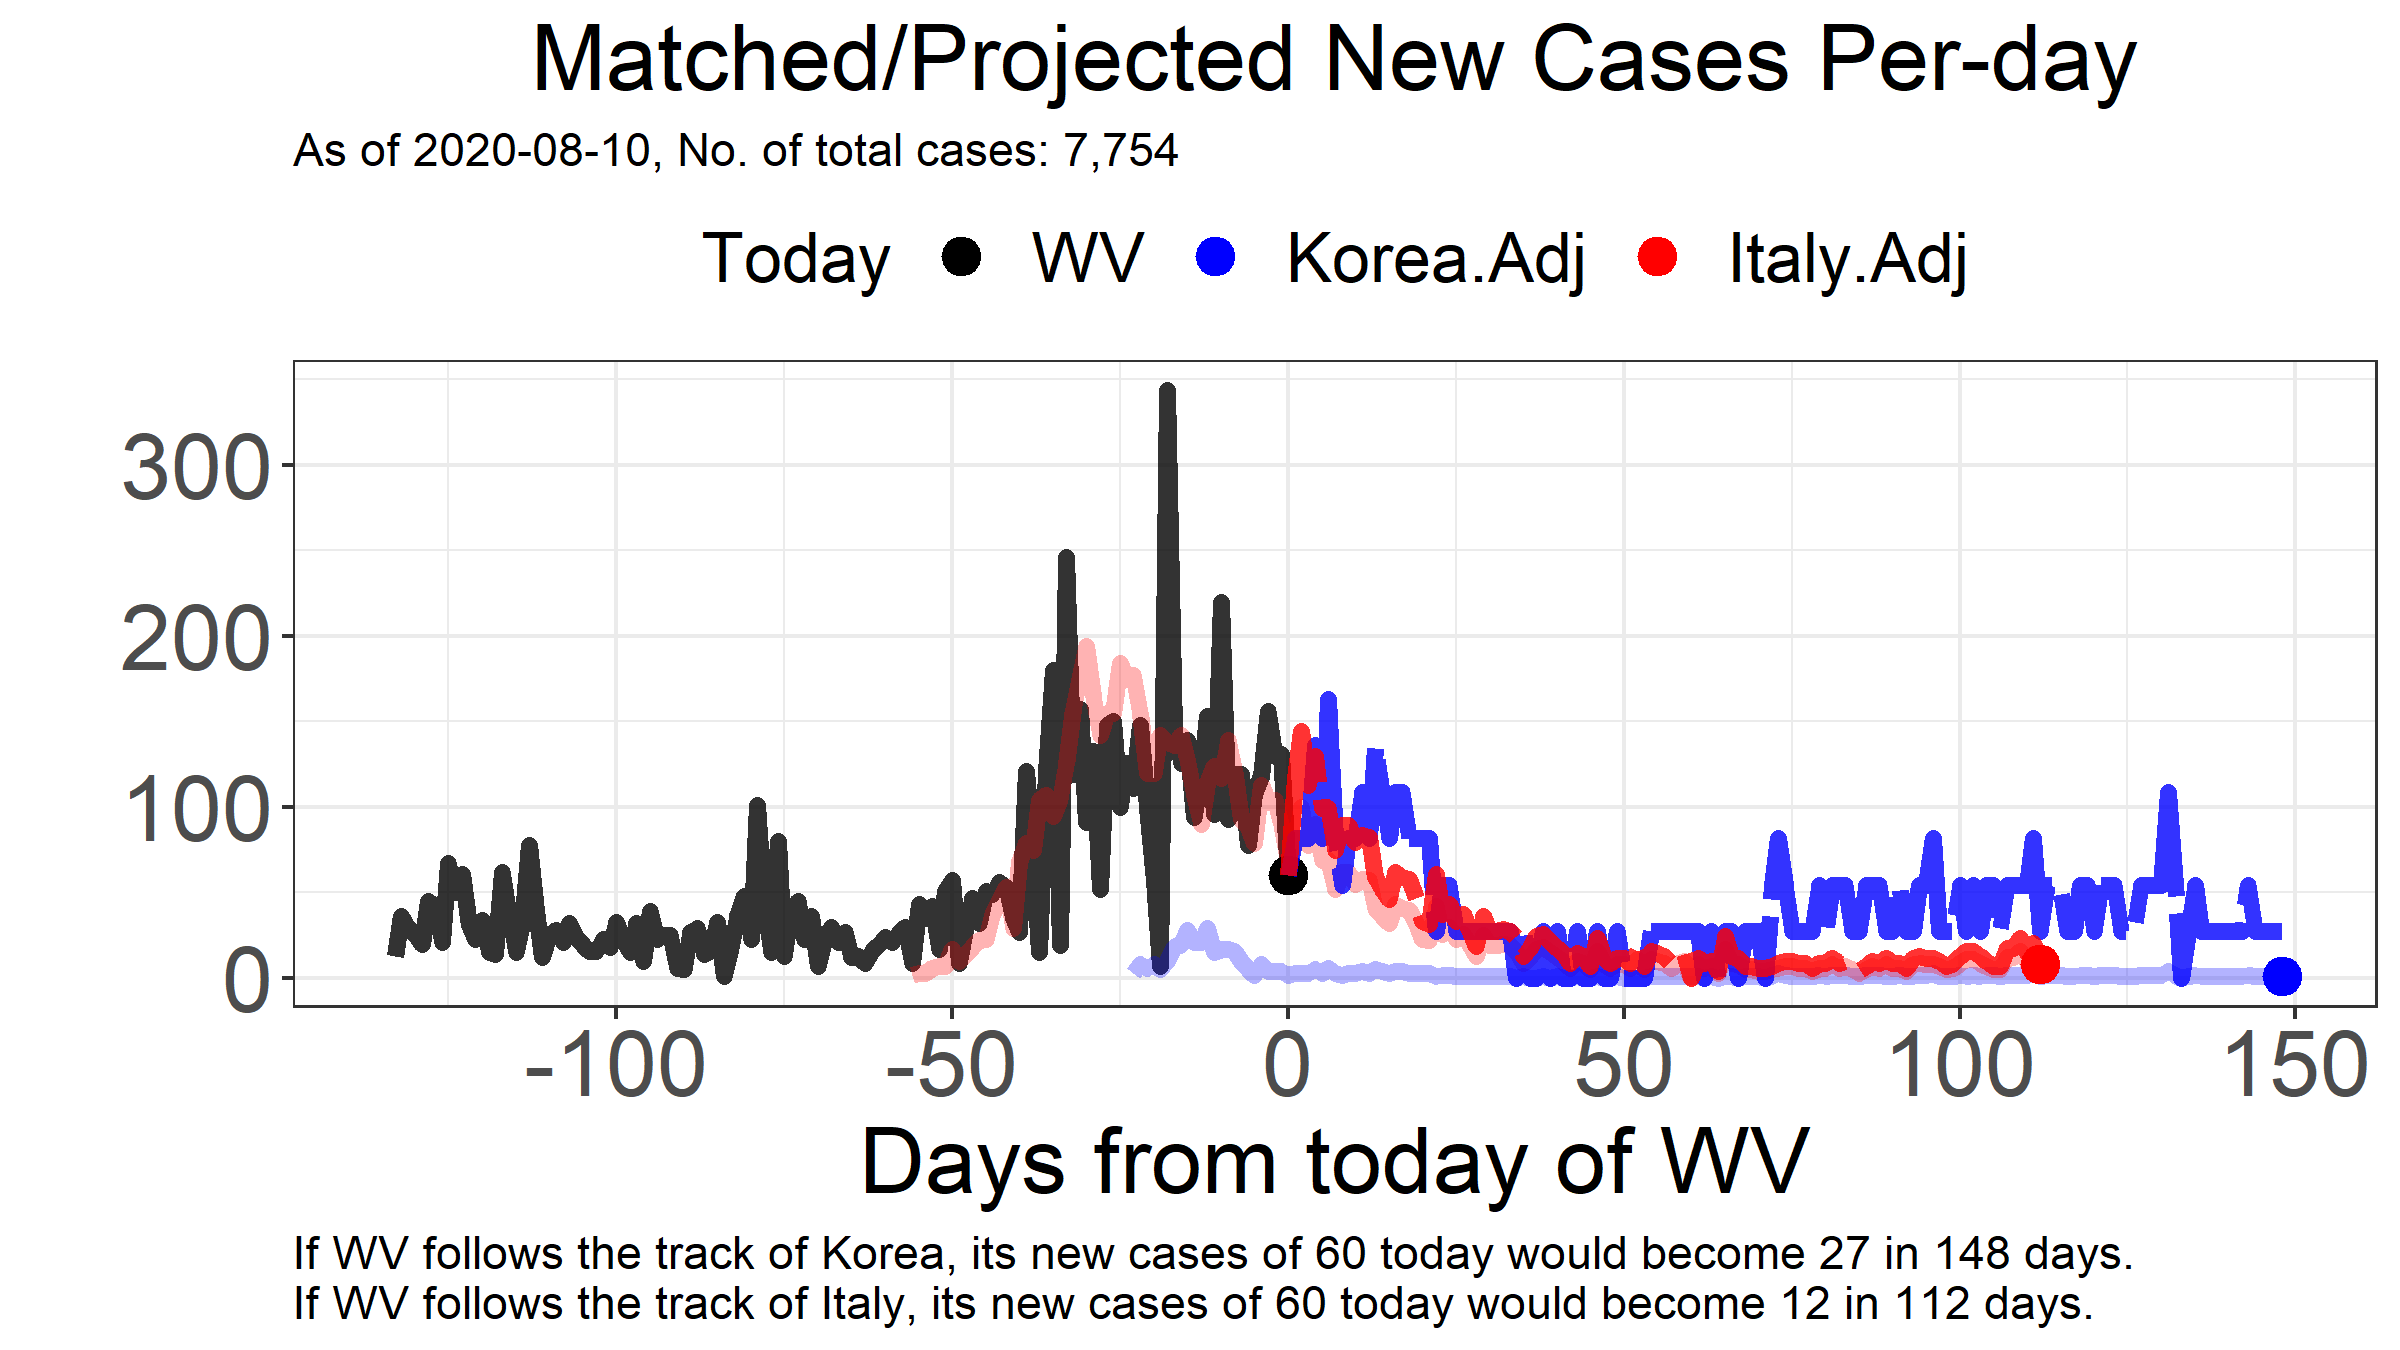 Matched/Projected New Cases Per-day
As of 2020-08-10, No. of total cases: 7,754
Today WV Korea.Adj Italy.Adj
300
200
100
0
-100 -50 0 50 100 150
Days from today of WV
If WV follows the track of Korea, its new cases of 60 today would become 27 in 148 days.
If WV follows the track of Italy, its new cases of 60 today would become 12 in 112 days.